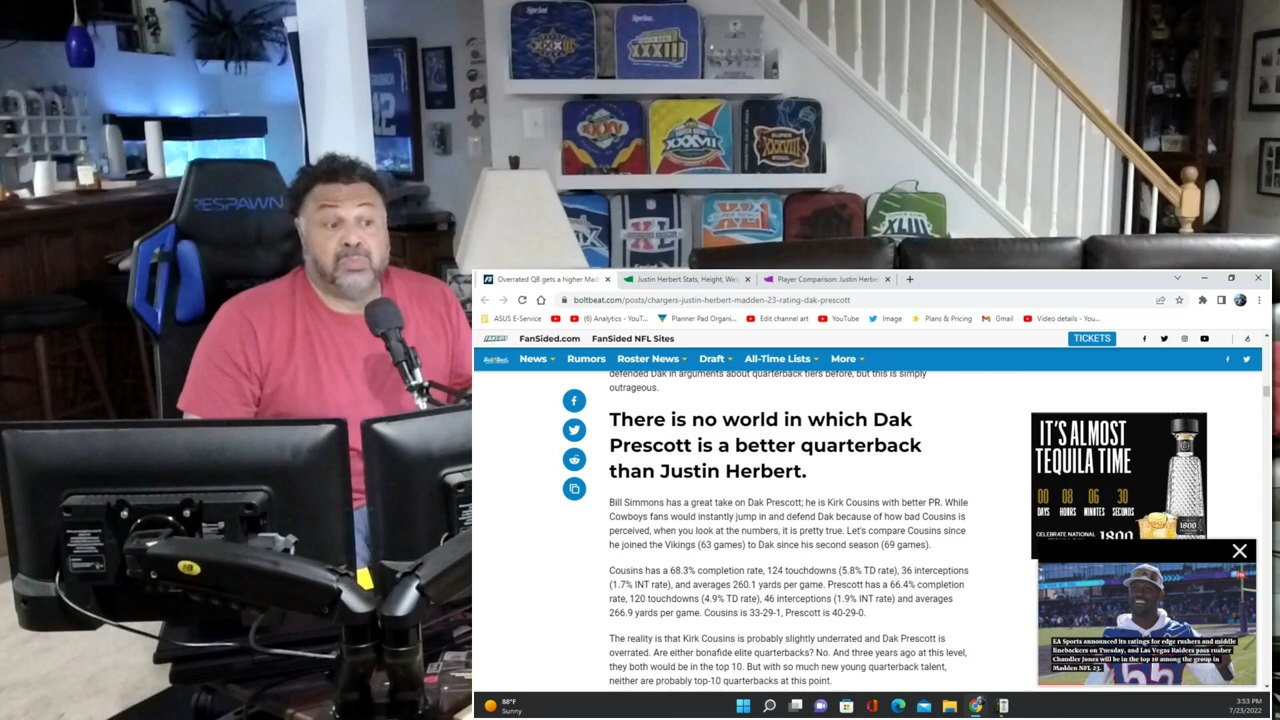 Sprint
Sprint
XXXIII
XXXV
XXXVII
SUPER
XXXVIII
BOWL
XL
XLI
XLIII
12
RESPAWN
Overrated QB gets a higher Mad
Justin Herbert Stats, Height, Wei
Player Comparison: Justin Herbe
boltbeat.com/posts/chargers-justin-herbert-madden-23-rating-dak-prescott
ASUS E-Service
(6) Analytics - YouT...
Planner Pad Organi...
Edit channel art
YouTube
Image
Plans & Pricing
Gmail
Video details - You...
FanSided.com
FanSided NFL Sites
TICKETS
News
Rumors
Roster News
Draft
All-Time Lists
More
defended Dak in arguments about quarterback tiers before, but this is simply
outrageous.
There is no world in which Dak
Prescott is a better quarterback
than Justin Herbert.
Bill Simmons has a great take on Dak Prescott; he is Kirk Cousins with better PR. While
Cowboys fans would instantly jump in and defend Dak because of how bad Cousins is
perceived, when you look at the numbers, it is pretty true. Let's compare Cousins since
he joined the Vikings (63 games) to Dak since his second season (69 games).
Cousins has a 68.3% completion rate, 124 touchdowns (5.8% TD rate), 36 interceptions
(1.7% INT rate), and averages 260.1 yards per game. Prescott has a 66.4% completion
rate, 120 touchdowns (4.9% TD rate), 46 interceptions (1.9% INT rate) and averages
266.9 yards per game. Cousins is 33-29-1, Prescott is 40-29-0.
The reality is that Kirk Cousins is probably slightly underrated and Dak Prescott is
overrated. Are either bonafide elite quarterbacks? No. And three years ago at this level,
they both would be in the top 10. But with so much new young quarterback talent,
neither are probably top-10 quarterbacks at this point.
IT'S ALMOST
TEQUILA TIME
00 08 06 30
DAYS HOURS MINUTES SECONDS
CELEBRATE NATIONAL
1800
1800
EA Sports announced its ratings for edge rushers and middle
linebackers on Tuesday, and Las Vegas Raiders pass rusher
Chandler Jones will be in the top 10 among the group in
Madden NFL 23.
55
88°F
Sunny
3:53 PM
7/23/2022